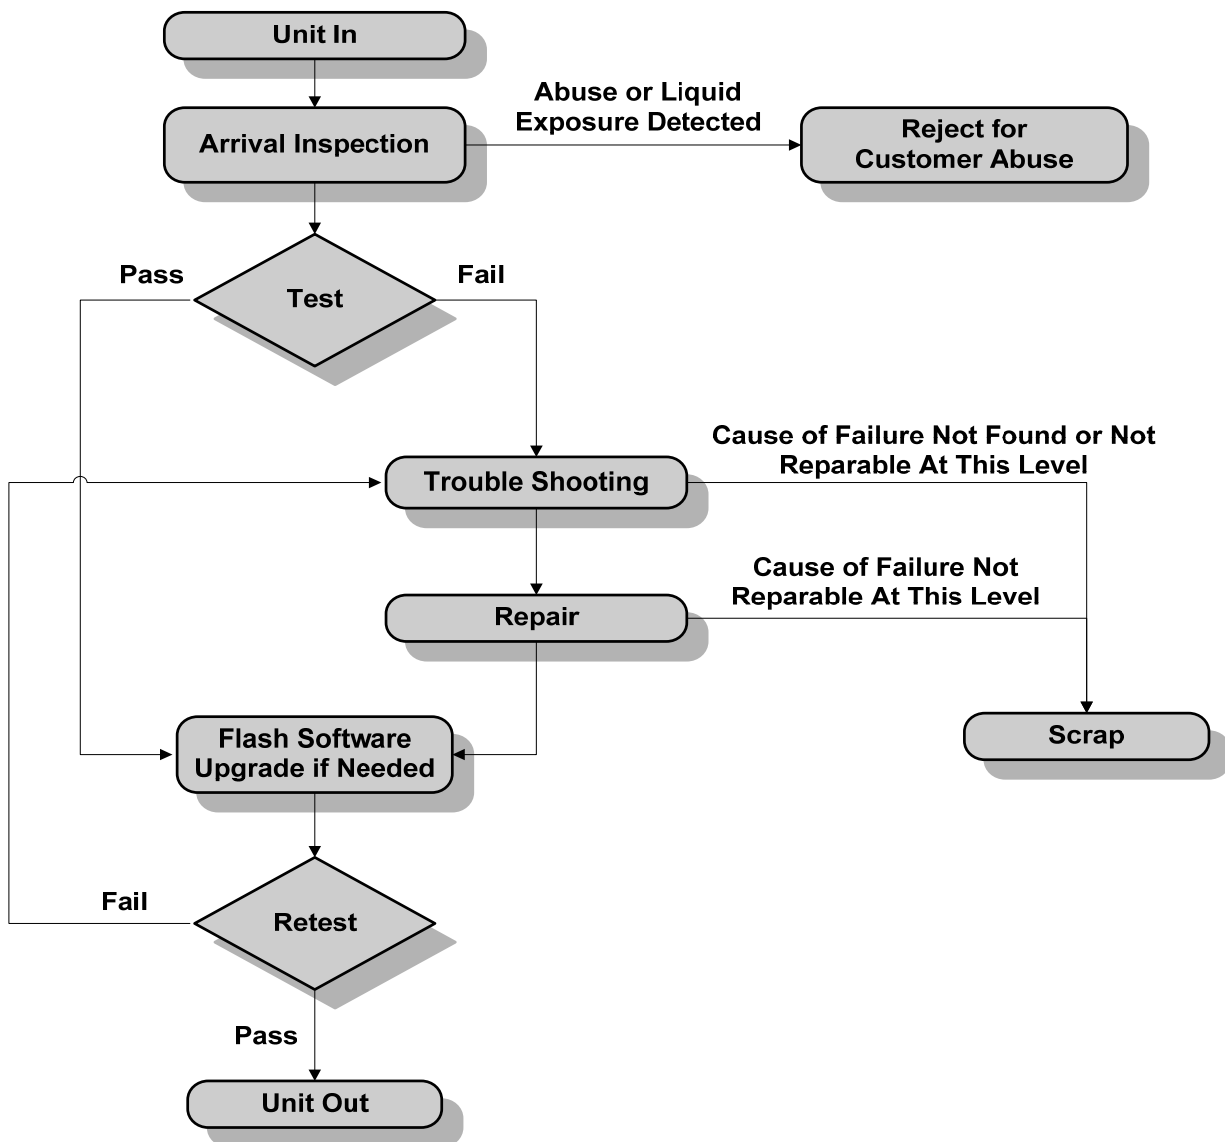 Unit In
Abuse or Liquid
Exposure Detected
Arrival Inspection
Reject for
Customer Abuse
Pass
Fail
Test
Cause of Failure Not Found or Not
Reparable At This Level
Trouble Shooting
Cause of Failure Not
Reparable At This Level
Repair
Flash Software
Upgrade if Needed
Scrap
Fail
Retest
Pass
Unit Out